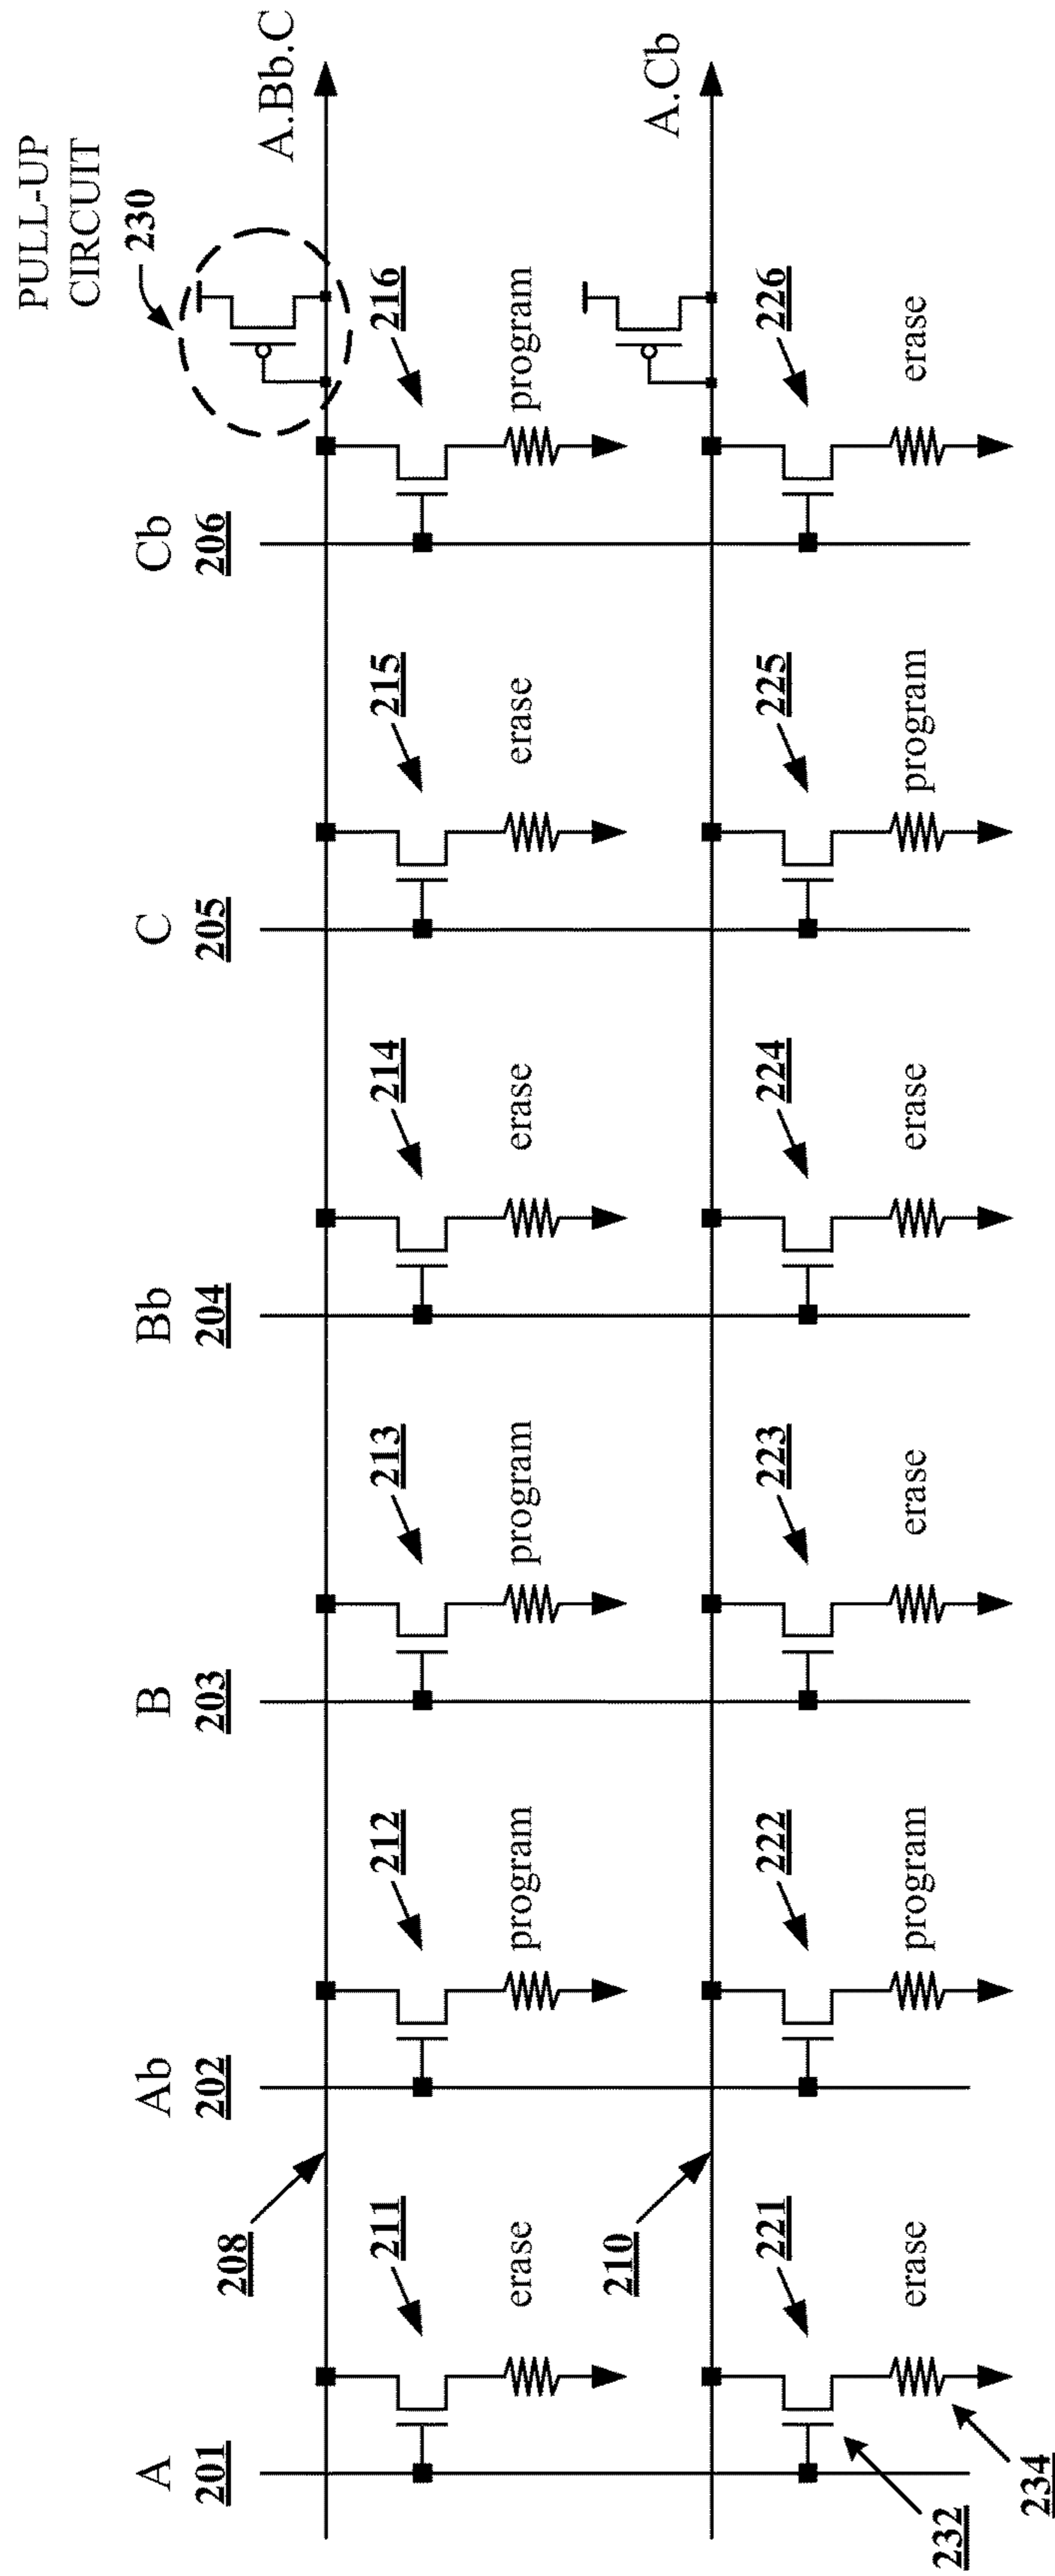 PULL-UP
CIRCUIT
230
A Ab B Bb C Cb
201 202 203 204 205 206
A.Bb.C
208
211 212 213 214 215 216
erase program program erase erase program
A.Cb
210
221 222 223 224 225 226
erase program erase erase program erase
232
234